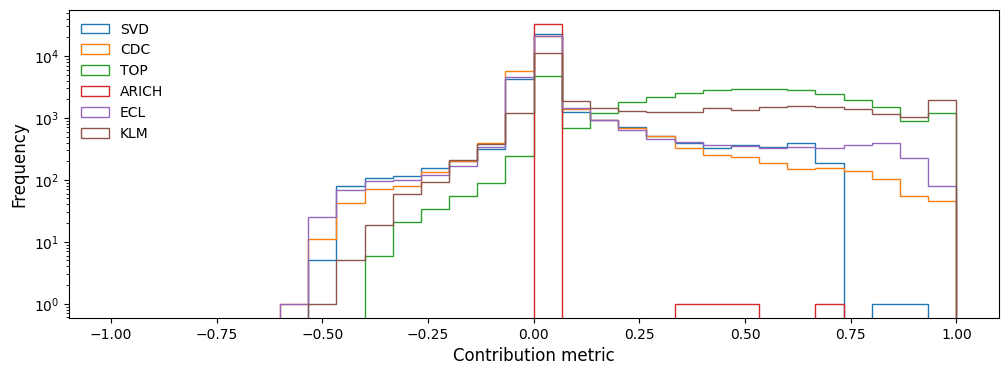 SVD
CDC
TOP
ARICH
ECL
KLM
Frequency
10⁴
10³
10²
10¹
10⁰
−1.00 −0.75 −0.50 −0.25 0.00 0.25 0.50 0.75 1.00
Contribution metric